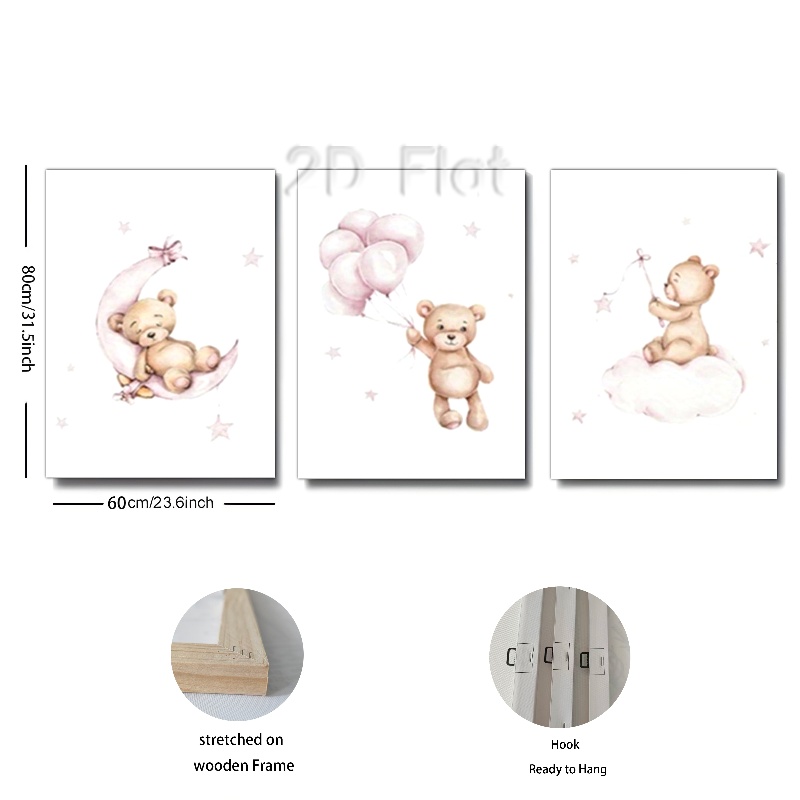 2D Flat
80cm/31.5inch
60cm/23.6inch
stretched on
wooden Frame
Hook
Ready to Hang